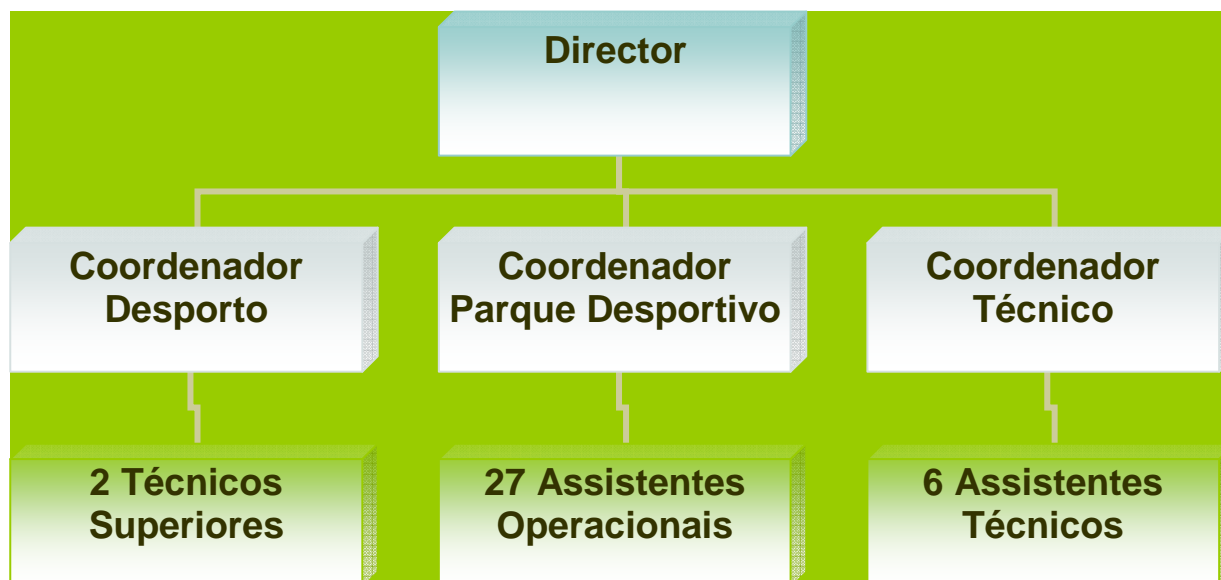 Director
Coordenador
Desporto
Coordenador
Parque Desportivo
Coordenador
Técnico
2 Técnicos
Superiores
27 Assistentes
Operacionais
6 Assistentes
Técnicos